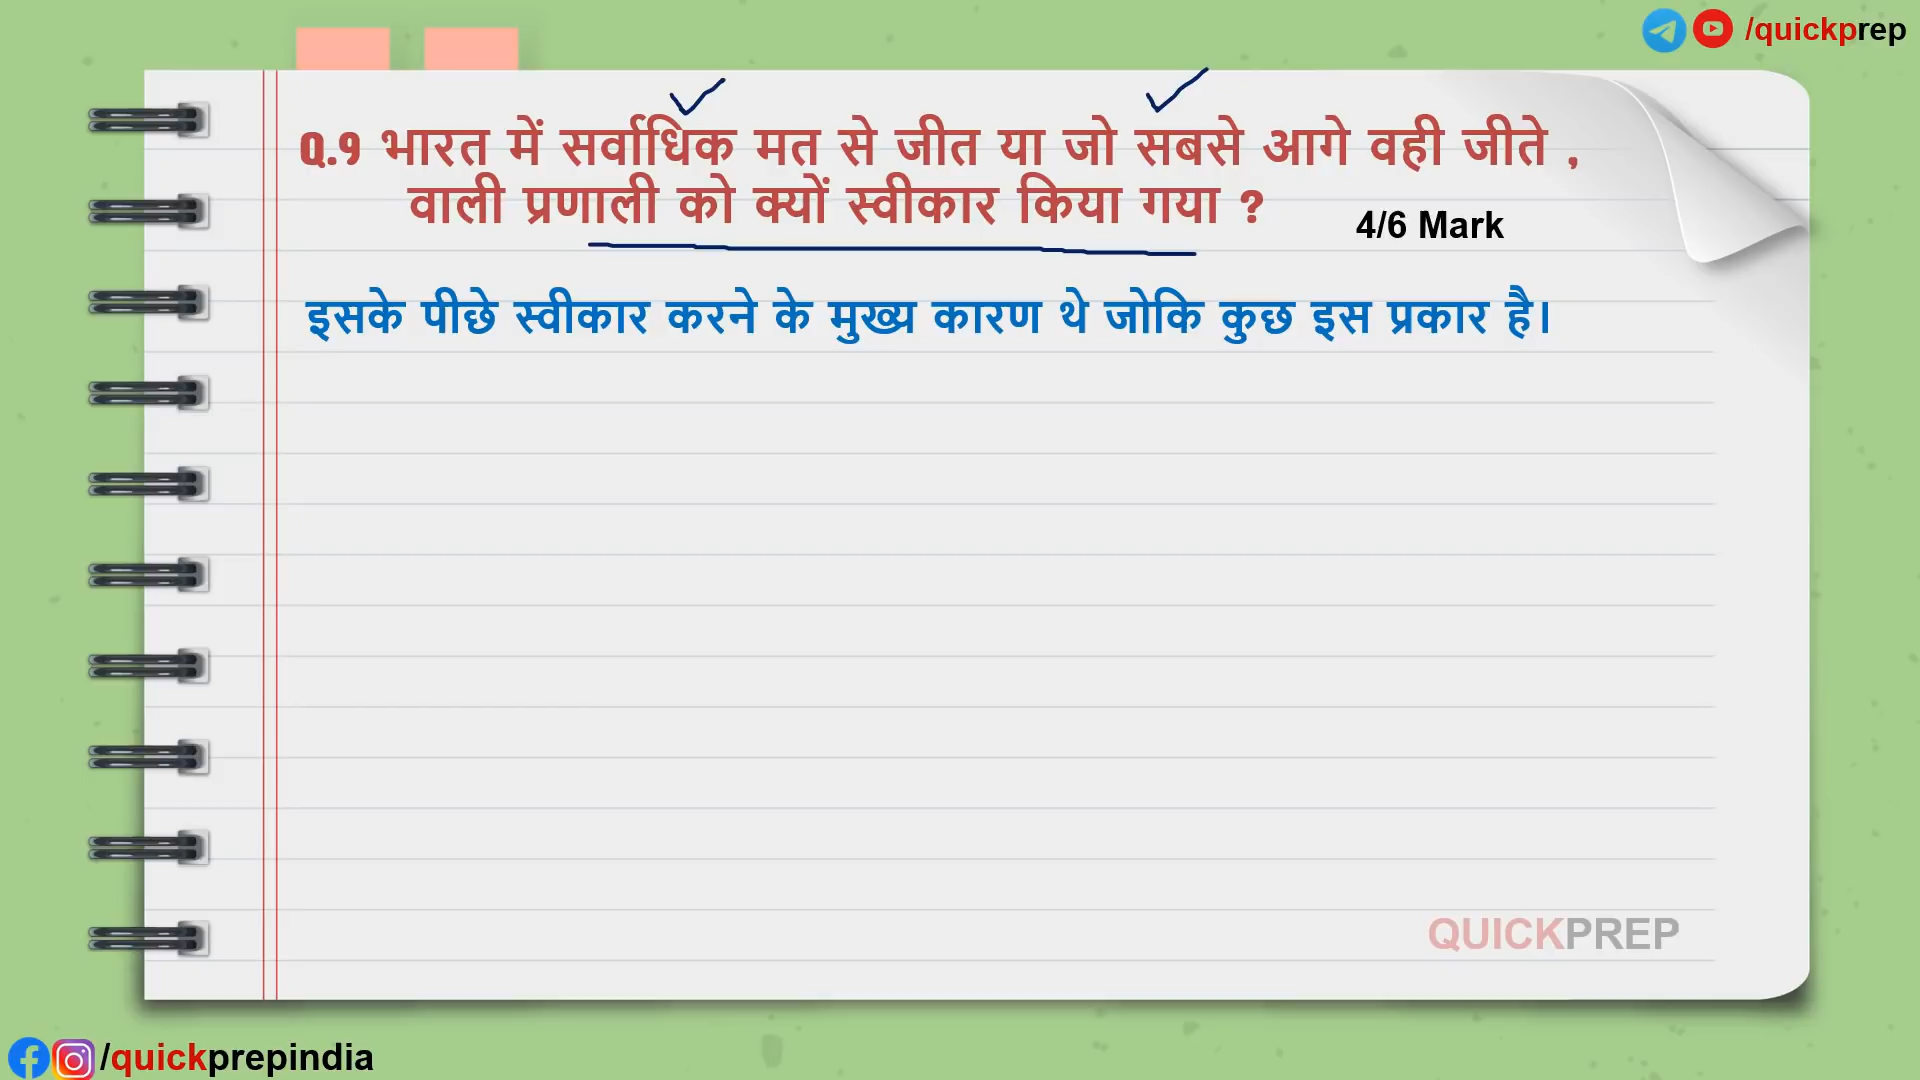 /quickprep
Q.9 भारत में सर्वाधिक मत से जीत या जो सबसे आगे वही जीते ,
वाली प्रणाली को क्यों स्वीकार किया गया ?
4/6 Mark
इसके पीछे स्वीकार करने के मुख्य कारण थे जोकि कुछ इस प्रकार है।
QUICKPREP
/quickprepindia